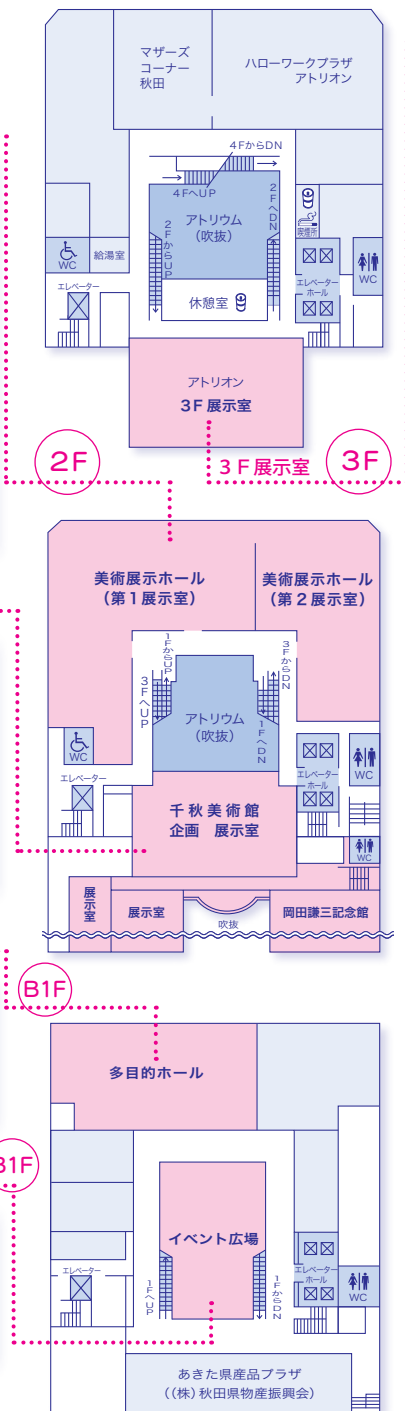 マザーズ
コーナー
秋田
ハローワークプラザ
アトリオン
4FからDN
4FへUP
2FからUP
アトリウム
(吹抜)
2FへDN
喫煙所
WC
給湯室
エレベーター
休憩室
エレベーター
ホール
WC
アトリオン
3F 展示室
2F
3F 展示室
3F
美術展示ホール
(第1展示室)
美術展示ホール
(第2展示室)
1FからUP
3FへUP
アトリウム
(吹抜)
3FからDN
1FへDN
WC
エレベーター
エレベーター
ホール
WC
千秋美術館
企画 展示室
WC
展示室
展示室
吹抜
岡田謙三記念館
B1F
多目的ホール
B1F
イベント広場
エレベーター
1FへUP
1FからDN
エレベーター
ホール
WC
あきた県産品プラザ
((株)秋田県物産振興会)